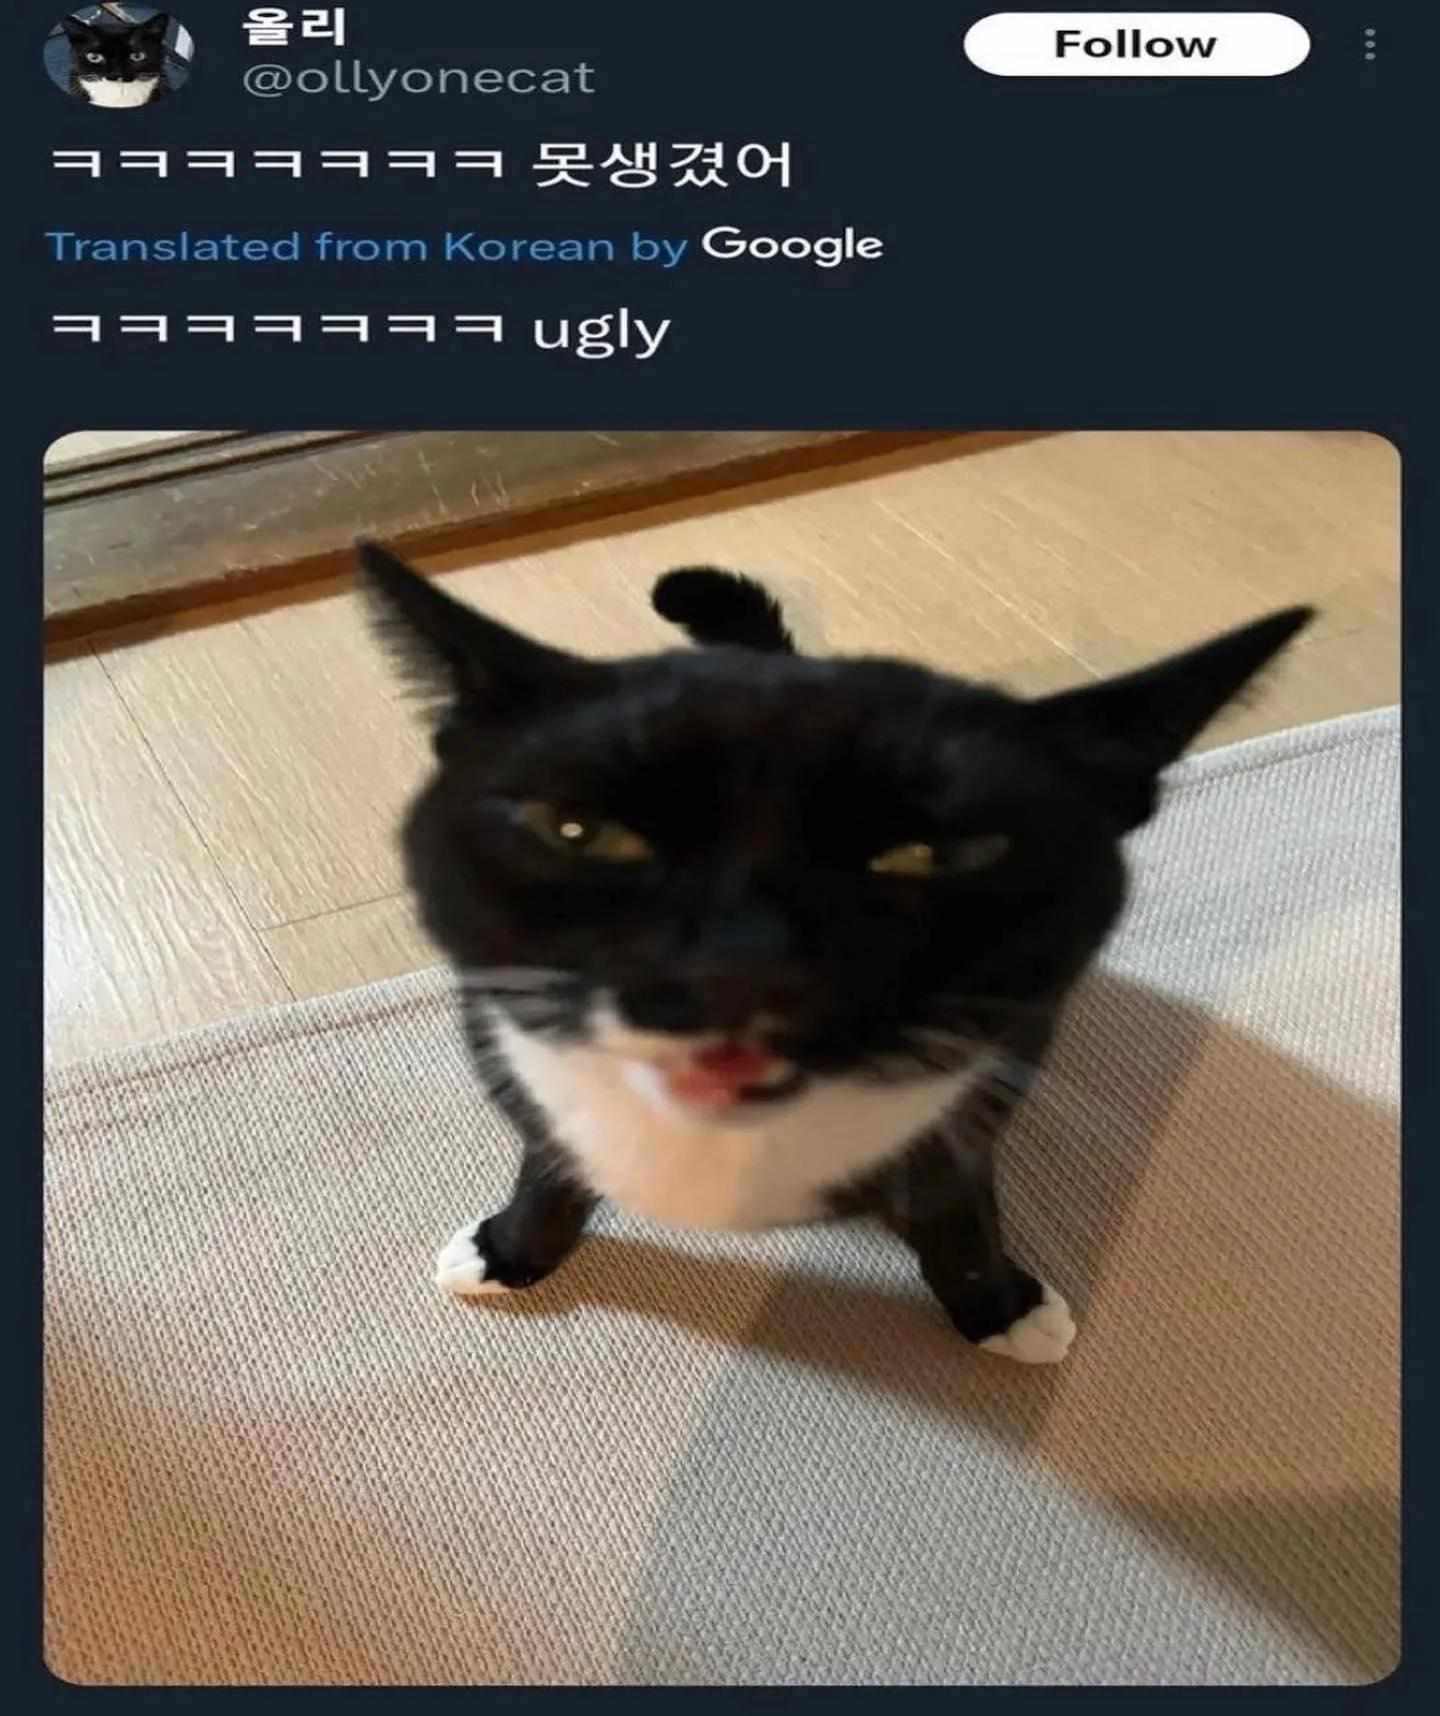 올리
@ollyonecat
Follow
ㅋㅋㅋㅋㅋㅋㅋ 못생겼어
Translated from Korean by Google
ㅋㅋㅋㅋㅋㅋㅋ ugly